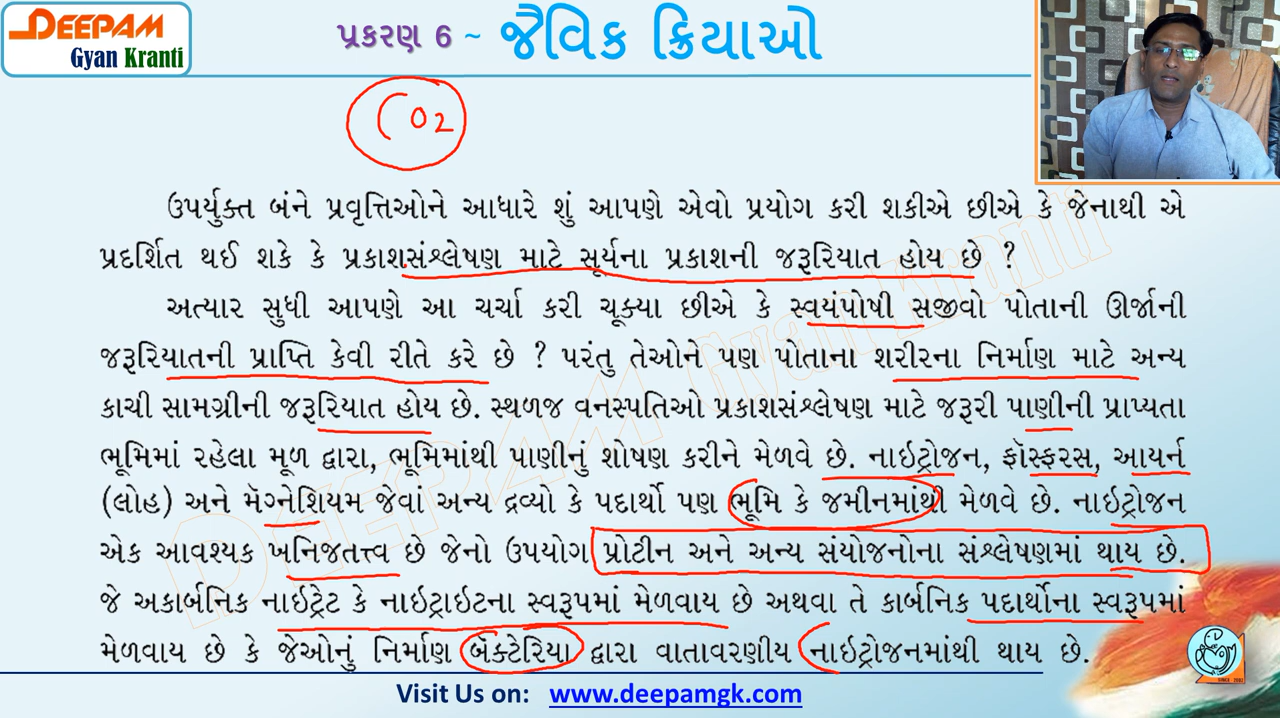 DEEPAM
Gyan Kranti
પ્રકરણ 6 ~ જૈવિક ક્રિયાઓ
CO2
ઉપર્યુક્ત બંને પ્રવૃત્તિઓને આધારે શું આપણે એવો પ્રયોગ કરી શકીએ છીએ કે જેનાથી એ
પ્રદર્શિત થઈ શકે કે પ્રકાશસંશ્લેષણ માટે સૂર્યના પ્રકાશની જરૂરિયાત હોય છે ?
અત્યાર સુધી આપણે આ ચર્ચા કરી ચૂક્યા છીએ કે સ્વયંપોષી સજીવો પોતાની ઊર્જાની
જરૂરિયાતની પ્રાપ્તિ કેવી રીતે કરે છે ? પરંતુ તેઓને પણ પોતાના શરીરના નિર્માણ માટે અન્ય
કાચી સામગ્રીની જરૂરિયાત હોય છે. સ્થળજ વનસ્પતિઓ પ્રકાશસંશ્લેષણ માટે જરૂરી પાણીની પ્રાપ્યતા
ભૂમિમાં રહેલા મૂળ દ્વારા, ભૂમિમાંથી પાણીનું શોષણ કરીને મેળવે છે. નાઇટ્રોજન, ફૉસ્ફરસ, આયર્ન
(લોહ) અને મૅગ્નેશિયમ જેવાં અન્ય દ્રવ્યો કે પદાર્થો પણ ભૂમિ કે જમીનમાંથી મેળવે છે. નાઇટ્રોજન
એક આવશ્યક ખનિજતત્ત્વ છે જેનો ઉપયોગ પ્રોટીન અને અન્ય સંયોજનોના સંશ્લેષણમાં થાય છે.
જે અકાર્બનિક નાઇટ્રેટ કે નાઇટ્રાઇટના સ્વરૂપમાં મેળવાય છે અથવા તે કાર્બનિક પદાર્થોના સ્વરૂપમાં
મેળવાય છે કે જેઓનું નિર્માણ બૅક્ટેરિયા દ્વારા વાતાવરણીય નાઇટ્રોજનમાંથી થાય છે.
DEEPAM Gyan Kranti
Visit Us on: www.deepamgk.com